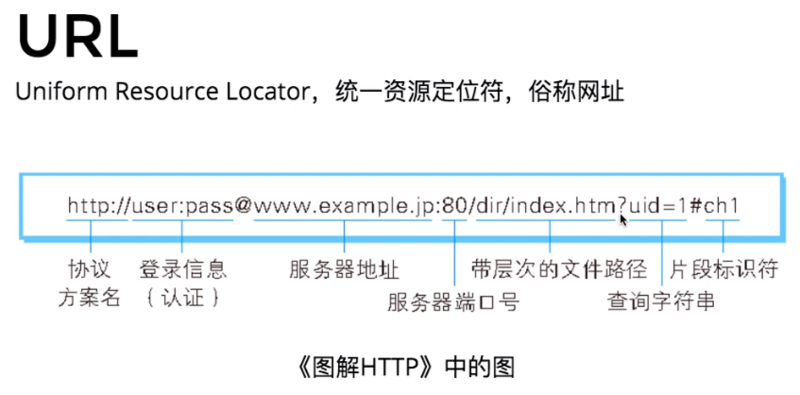 URL
Uniform Resource Locator，统一资源定位符，俗称网址
http://user:pass@www.example.jp:80/dir/index.htm?uid=1#ch1
协议
方案名
登录信息
（认证）
服务器地址
服务器端口号
带层次的文件路径
查询字符串
片段标识符
《图解HTTP》中的图